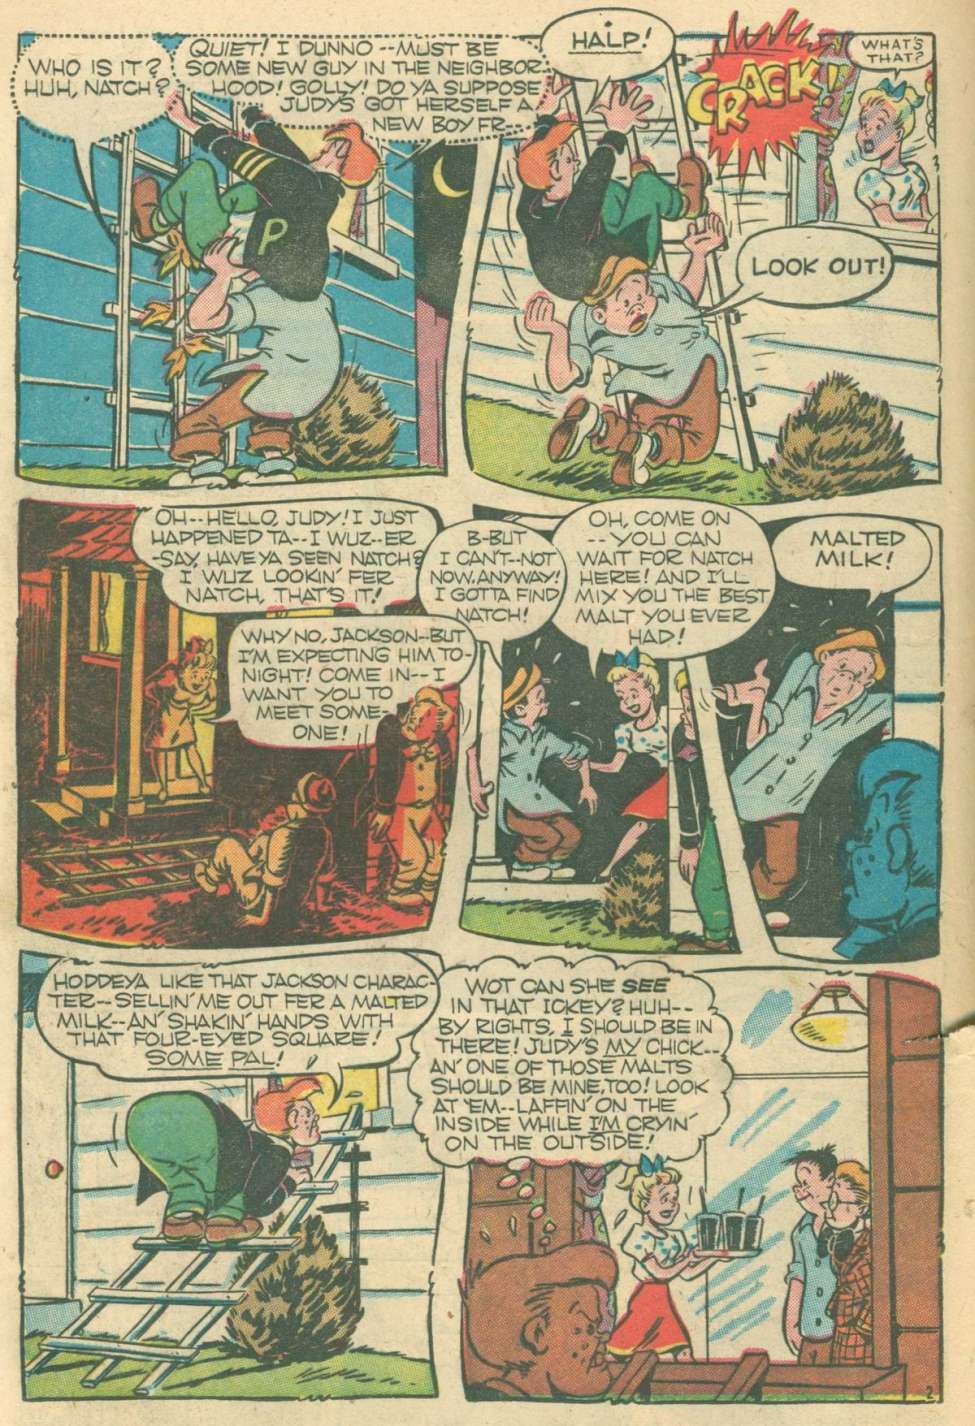 WHO IS IT?
HUH, NATCH?
QUIET! I DUNNO--MUST BE
SOME NEW GUY IN THE NEIGHBOR-
HOOD! GOLLY! DO YA SUPPOSE
JUDY'S GOT HERSELF A
NEW BOY FR--
P
HALP!
CRACK!
WHAT'S
THAT?
LOOK OUT!
OH--HELLO, JUDY! I JUST
HAPPENED TA--I WUZ--ER
-SAY, HAVE YA SEEN NATCH?
I WUZ LOOKIN' FER
NATCH, THAT'S IT!
WHY NO, JACKSON--BUT
I'M EXPECTING HIM TO-
NIGHT! COME IN--I
WANT YOU TO
MEET SOME-
ONE!
B-BUT
I CAN'T--NOT
NOW, ANYWAY!
I GOTTA FIND
NATCH!
OH, COME ON
--YOU CAN
WAIT FOR NATCH
HERE! AND I'LL
MIX YOU THE BEST
MALT YOU EVER
HAD!
MALTED
MILK!
HODDEYA LIKE THAT JACKSON CHARAC-
TER--SELLIN' ME OUT FER A MALTED
MILK--AN' SHAKIN' HANDS WITH
THAT FOUR-EYED SQUARE!
SOME PAL!
WOT CAN SHE SEE
IN THAT ICKEY? HUH--
BY RIGHTS, I SHOULD BE IN
THERE! JUDY'S MY CHICK--
AN' ONE OF THOSE MALTS
SHOULD BE MINE, TOO! LOOK
AT 'EM--LAFFIN' ON THE
INSIDE WHILE I'M CRYIN'
ON THE OUTSIDE!
2